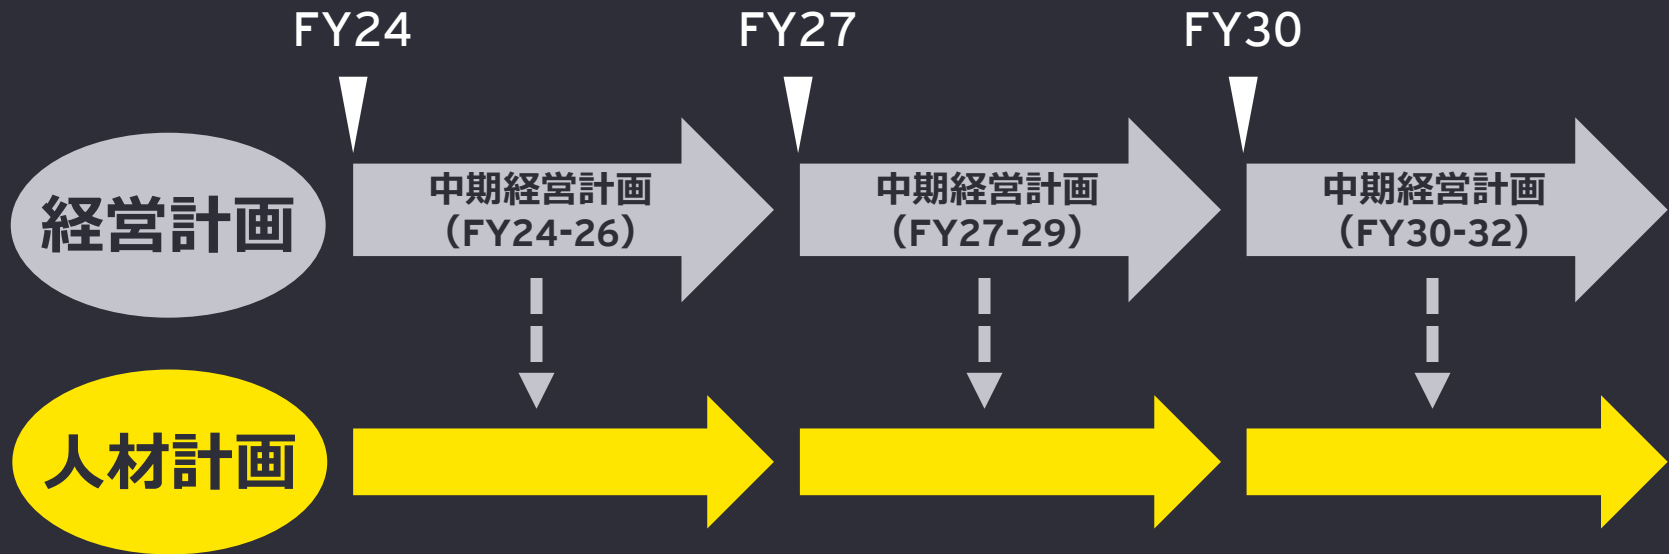 FY24
FY27
FY30
経営計画
中期経営計画
（FY24-26）
中期経営計画
（FY27-29）
中期経営計画
（FY30-32）
人材計画